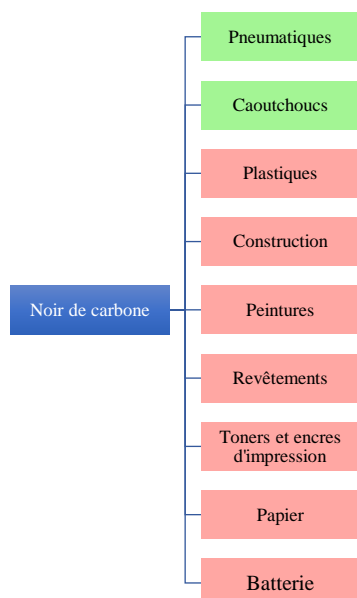 Pneumatiques
Caoutchoucs
Plastiques
Construction
Noir de carbone
Peintures
Revêtements
Toners et encres
d'impression
Papier
Batterie